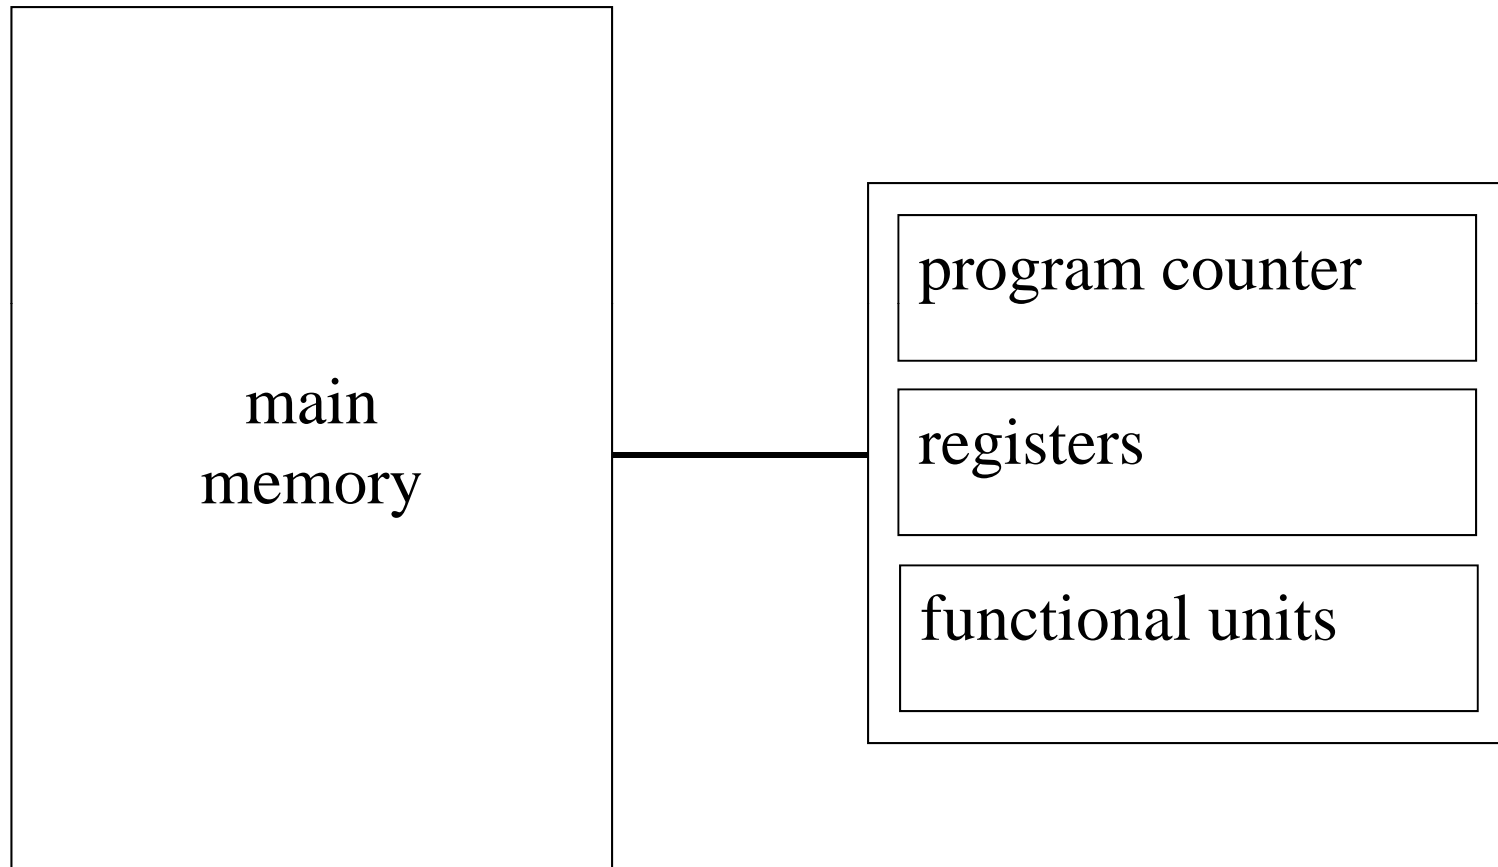 main
memory
program counter
registers
functional units